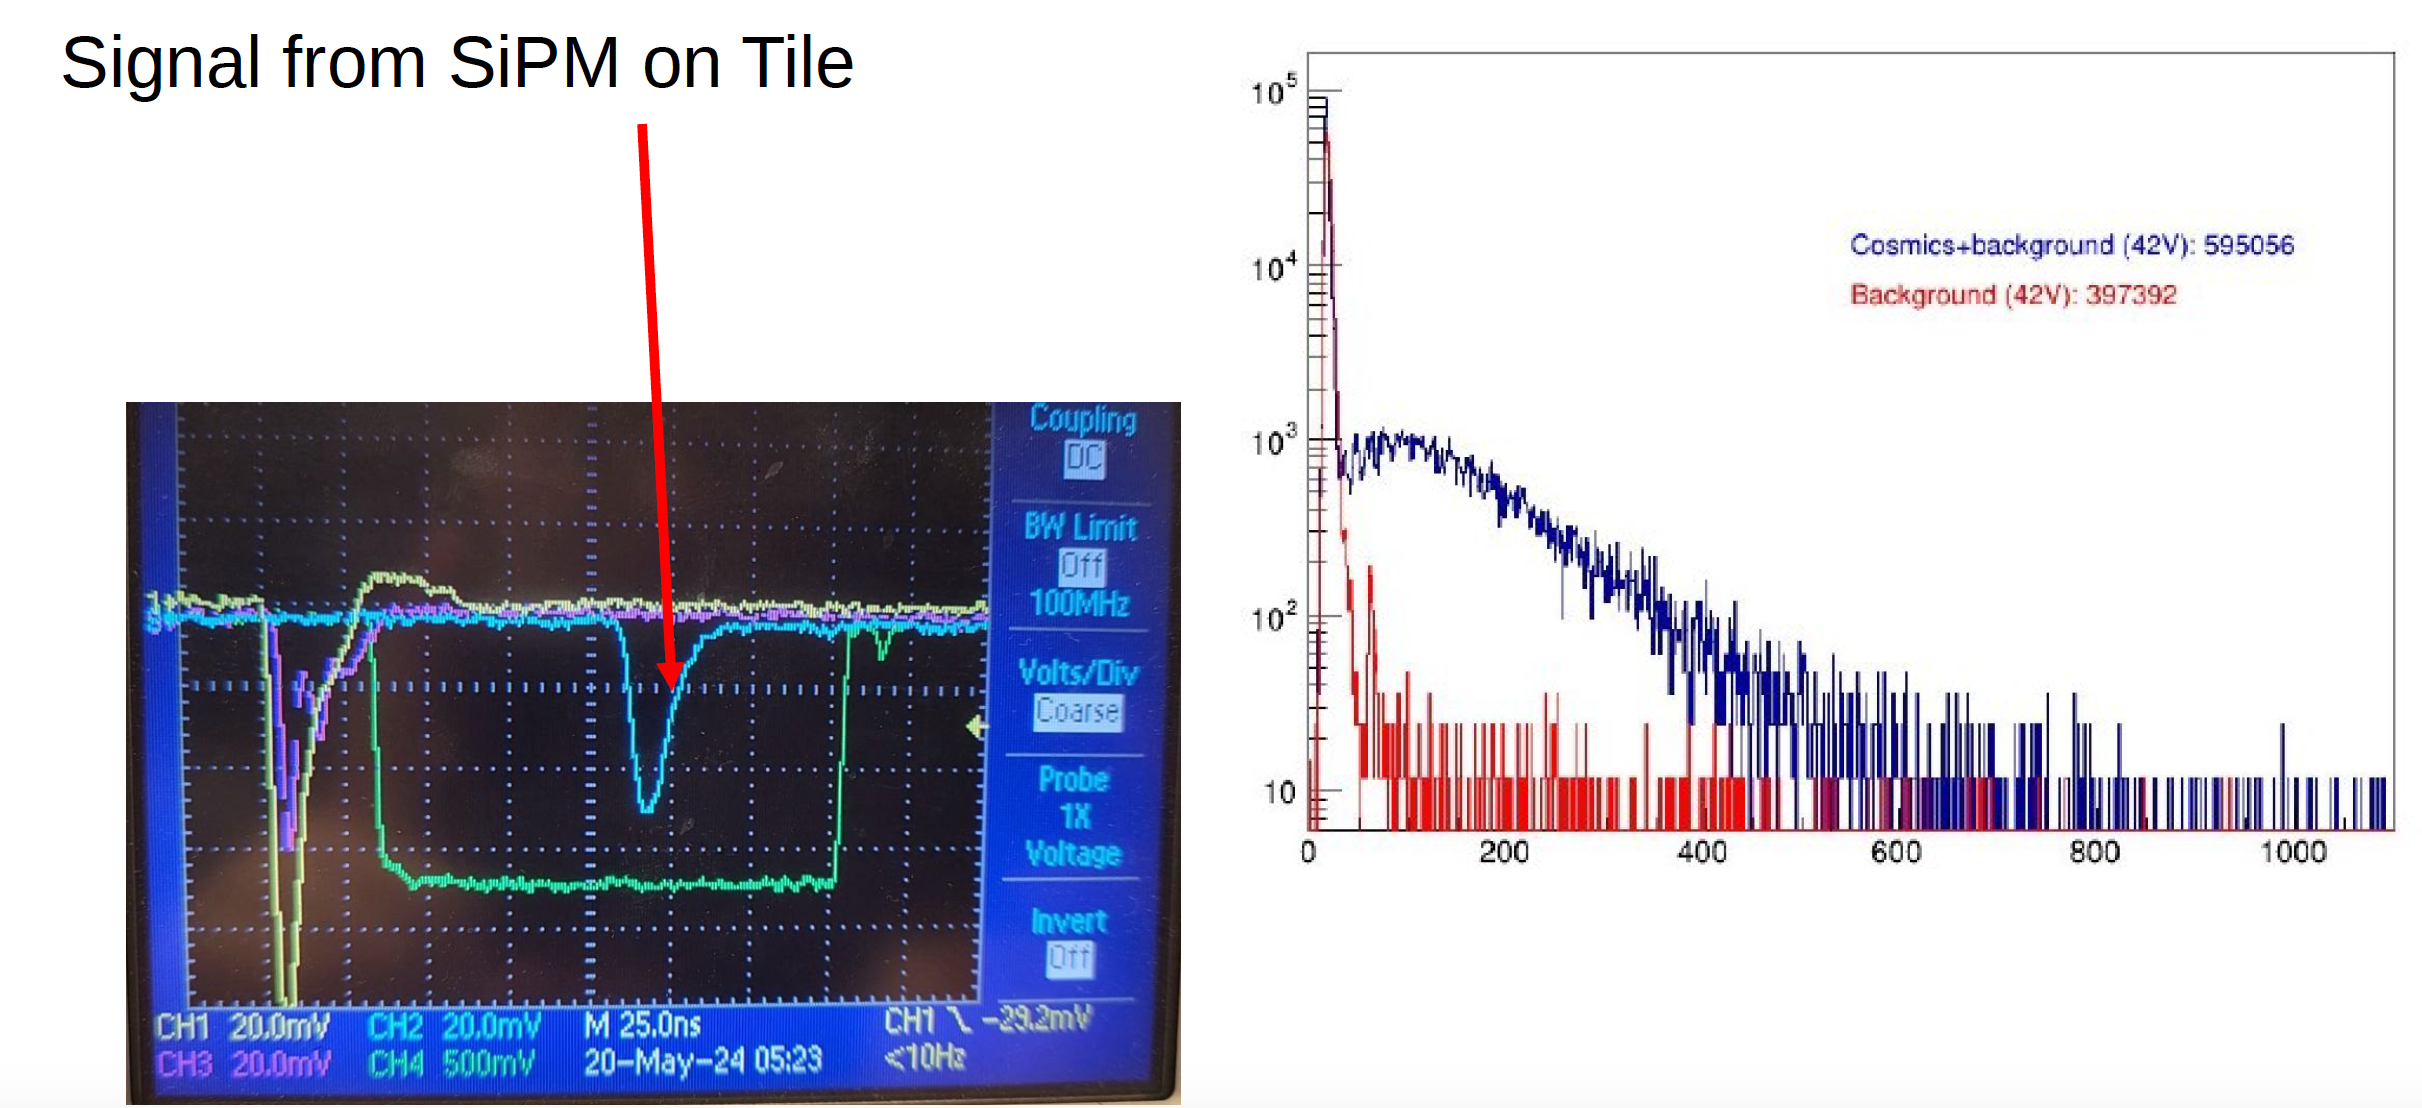 Signal from SiPM on Tile
Coupling
DC
BW Limit
Off
100MHz
Volts/Div
Coarse
Probe
1X
Voltage
Invert
Off
CH1 20.0mV CH2 20.0mV M 25.0ns CH1 -29.2mV
CH3 20.0mV CH4 500mV 20-May-24 05:23 <10Hz
10^5
10^4
10^3
10^2
10
Cosmics+background (42V): 595056
Background (42V): 397392
0 200 400 600 800 1000